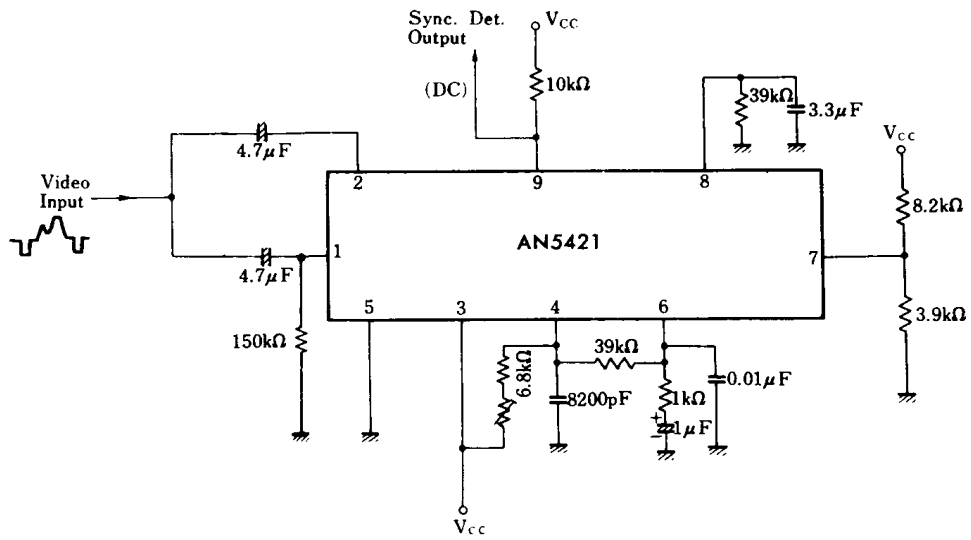 Sync. Det.
Output
(DC)
VCC
10kΩ
39kΩ
3.3μF
VCC
4.7μF
Video
Input
2
9
8
8.2kΩ
AN5421
1
7
4.7μF
150kΩ
5
3
4
6
3.9kΩ
6.8kΩ
39kΩ
8200pF
1kΩ
0.01μF
+
−
1μF
VCC